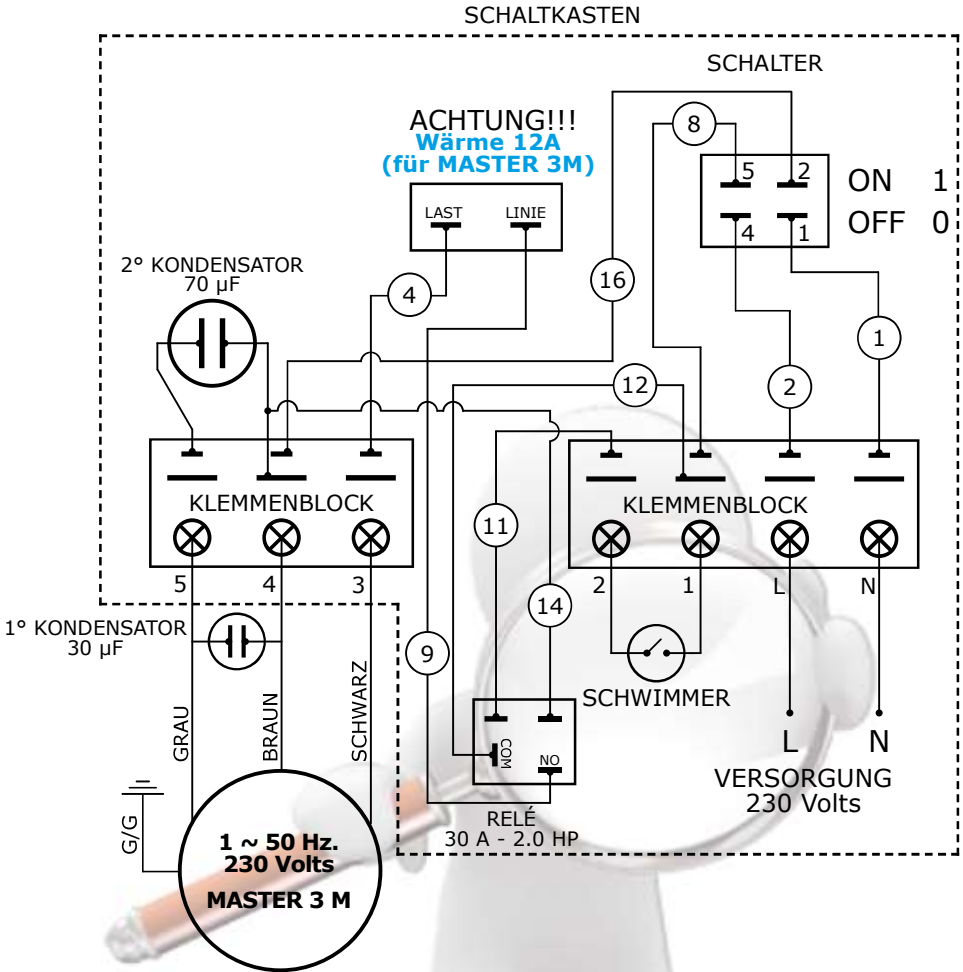 SCHALTKASTEN
SCHALTER
ACHTUNG!!!
Wärme 12A
(für MASTER 3M)
8
5 2
ON 1
4 1
OFF 0
LAST LINIE
2° KONDENSATOR
70 µF
4
16
1
12
2
KLEMMENBLOCK
KLEMMENBLOCK
11
5 4 3
2 1 L N
14
1° KONDENSATOR
30 µF
9
SCHWIMMER
GRAU
BRAUN
SCHWARZ
COM
NO
L N
VERSORGUNG
230 Volts
RELÉ
30 A - 2.0 HP
G/G
1 ~ 50 Hz.
230 Volts
MASTER 3 M